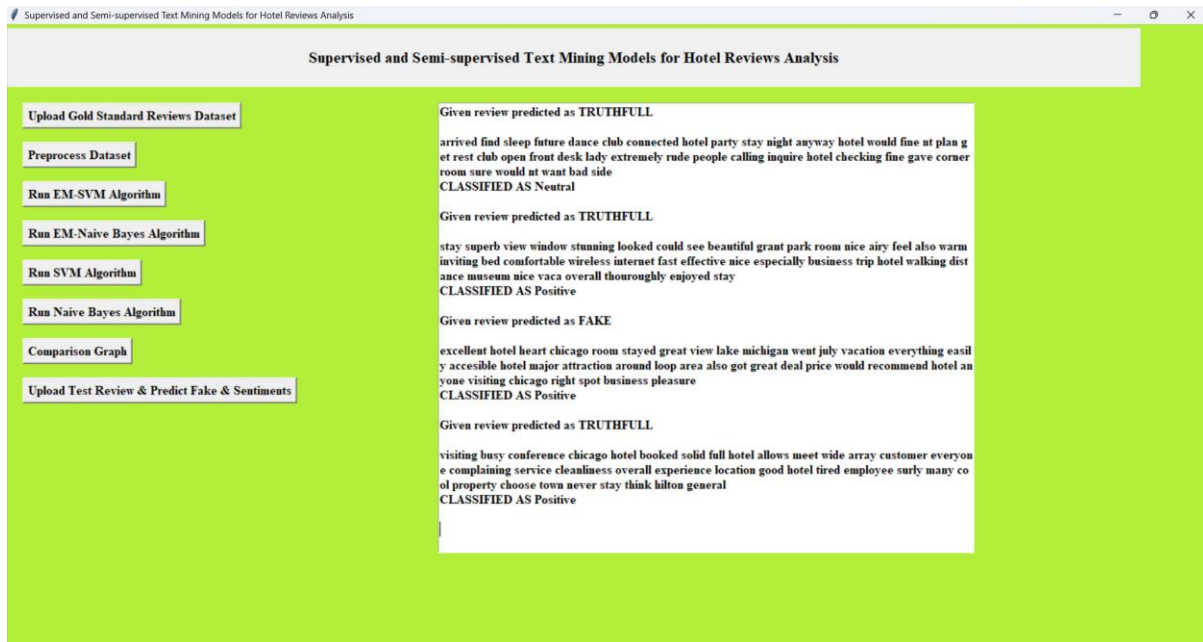 Supervised and Semi-supervised Text Mining Models for Hotel Reviews Analysis
Supervised and Semi-supervised Text Mining Models for Hotel Reviews Analysis
Upload Gold Standard Reviews Dataset
Preprocess Dataset
Run EM-SVM Algorithm
Run EM-Naive Bayes Algorithm
Run SVM Algorithm
Run Naive Bayes Algorithm
Comparison Graph
Upload Test Review & Predict Fake & Sentiments
Given review predicted as TRUTHFULL
arrived find sleep future dance club connected hotel party stay night anyway hotel would fine nt plan g
et rest club open front desk lady extremely rude people calling inquire hotel checking fine gave corner
room sure would nt want bad side
CLASSIFIED AS Neutral
Given review predicted as TRUTHFULL
stay superb view window stunning looked could see beautiful grant park room nice airy feel also warm
inviting bed comfortable wireless internet fast effective nice especially business trip hotel walking dist
ance museum nice vaca overall thouroughly enjoyed stay
CLASSIFIED AS Positive
Given review predicted as FAKE
excellent hotel heart chicago room stayed great view lake michigan went july vacation everything easil
y accesible hotel major attraction around loop area also got great deal price would recommend hotel an
yone visiting chicago right spot business pleasure
CLASSIFIED AS Positive
Given review predicted as TRUTHFULL
visiting busy conference chicago hotel booked solid full hotel allows meet wide array customer everyon
e complaining service cleanliness overall experience location good hotel tired employee surly many co
ol property choose town never stay think hilton general
CLASSIFIED AS Positive